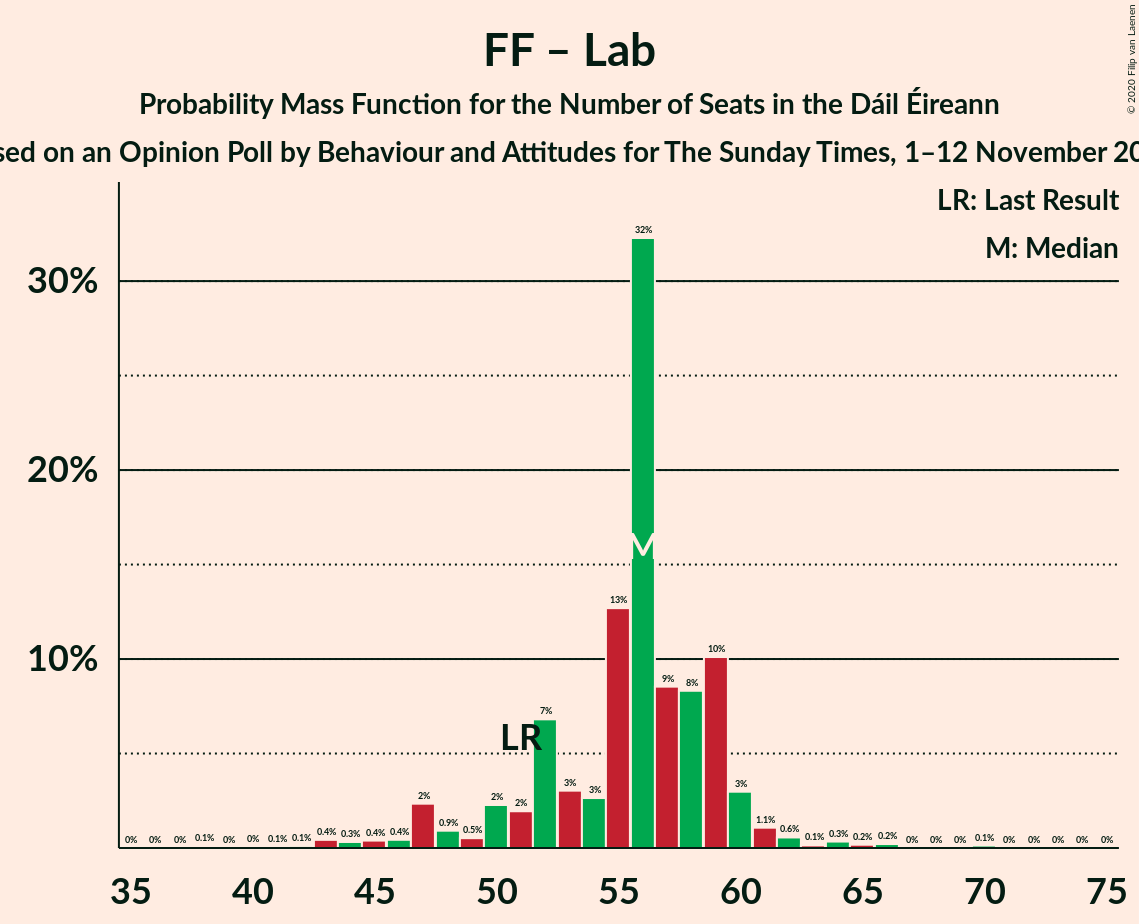 FF – Lab
Probability Mass Function for the Number of Seats in the Dáil Éireann
sed on an Opinion Poll by Behaviour and Attitudes for The Sunday Times, 1–12 November 20
© 2020 Filip van Laenen
LR: Last Result
M: Median
30%
20%
10%
0% 0% 0% 0.1% 0% 0% 0.1% 0.1% 0.4% 0.3% 0.4% 0.4% 2% 0.9% 0.5% 2% 2% 7% 3% 3% 13% 32% 9% 8% 10% 3% 1.1% 0.6% 0.1% 0.3% 0.2% 0.2% 0% 0% 0% 0.1% 0% 0% 0% 0% 0%
LR
M
35 40 45 50 55 60 65 70 75